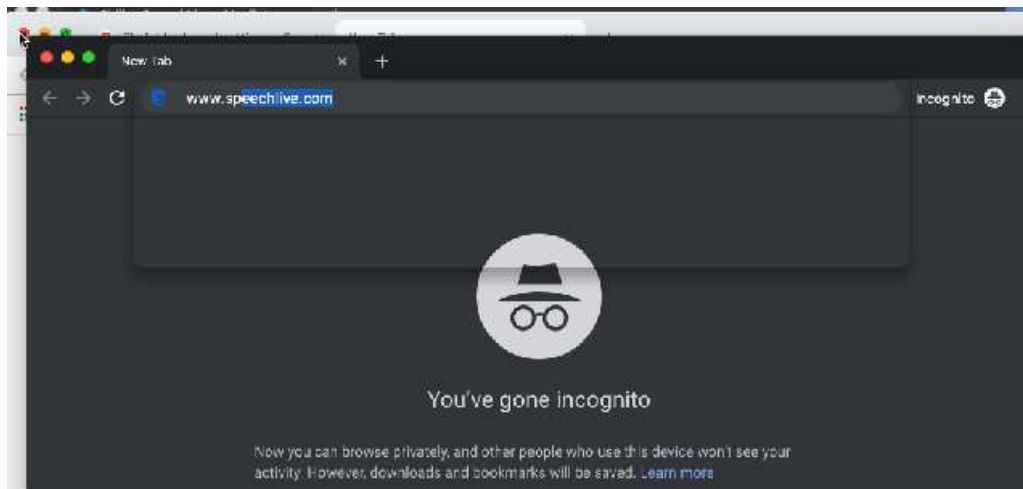 New Tab
www.speechlive.com
Incognito
You've gone incognito
Now you can browse privately, and other people who use this device won't see your
activity. However, downloads and bookmarks will be saved. Learn more